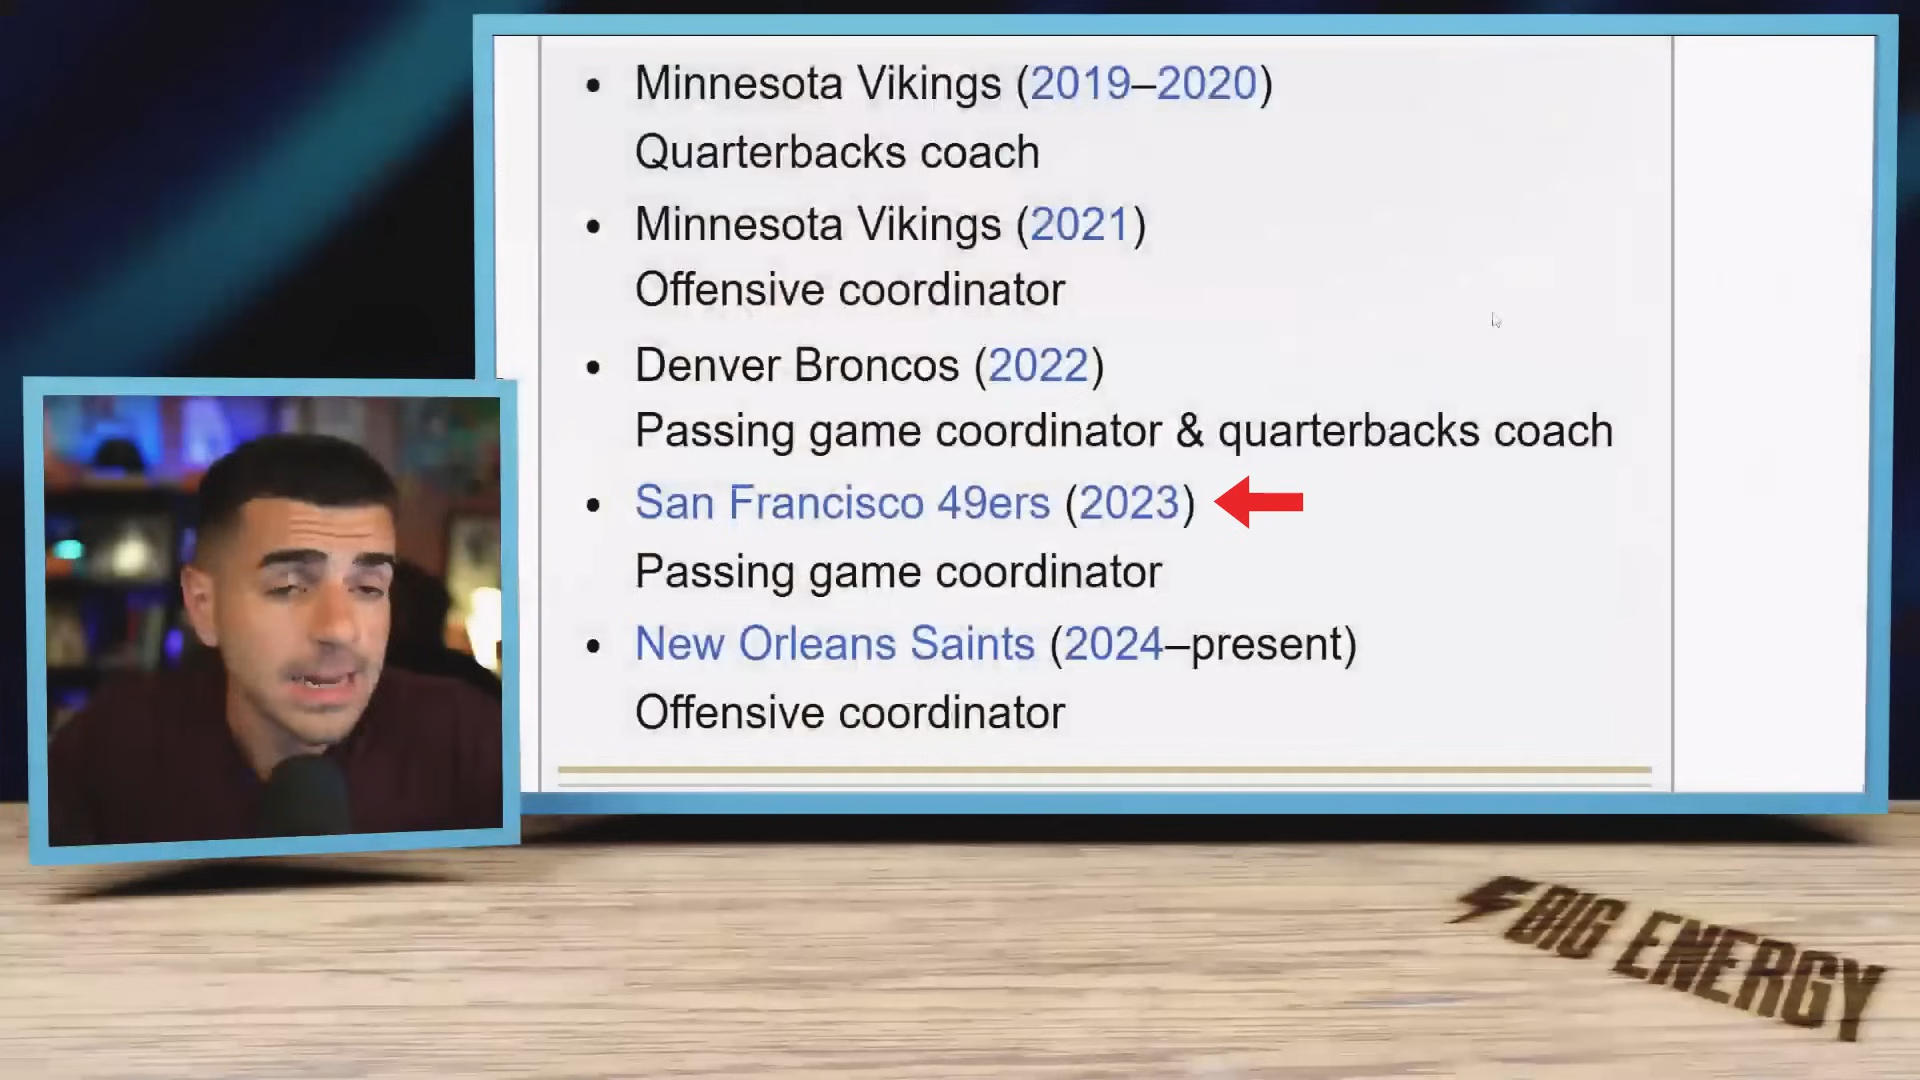 Minnesota Vikings (2019–2020)
Quarterbacks coach
Minnesota Vikings (2021)
Offensive coordinator
Denver Broncos (2022)
Passing game coordinator & quarterbacks coach
San Francisco 49ers (2023)
Passing game coordinator
New Orleans Saints (2024–present)
Offensive coordinator
BIG ENERGY